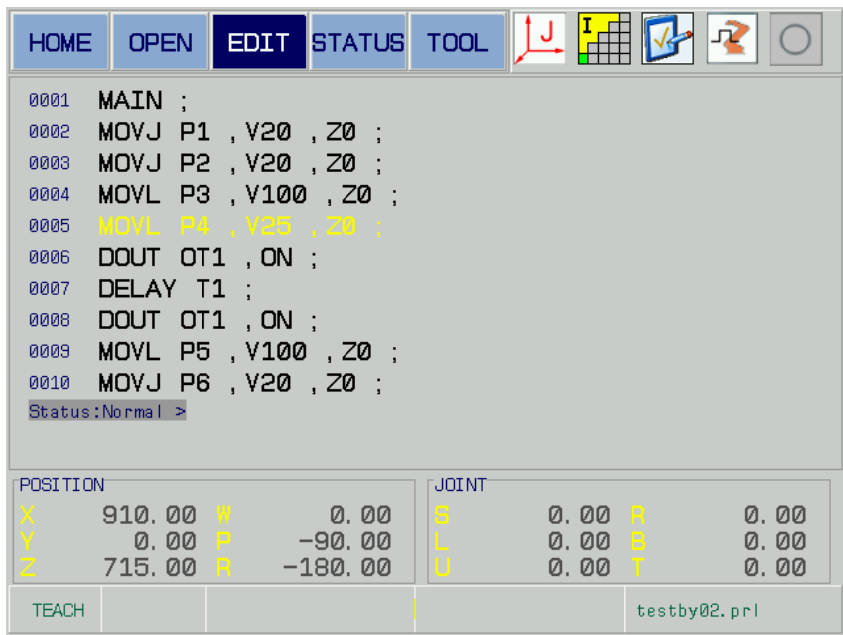 HOME OPEN EDIT STATUS TOOL J I
0001 MAIN ;
0002 MOVJ P1 , V20 , Z0 ;
0003 MOVJ P2 , V20 , Z0 ;
0004 MOVL P3 , V100 , Z0 ;
0005 MOVL P4 , V25 , Z0 ;
0006 DOUT OT1 , ON ;
0007 DELAY T1 ;
0008 DOUT OT1 , ON ;
0009 MOVL P5 , V100 , Z0 ;
0010 MOVJ P6 , V20 , Z0 ;
Status:Normal >
POSITION JOINT
X 910.00 W 0.00 S 0.00 R 0.00
Y 0.00 P -90.00 L 0.00 B 0.00
Z 715.00 R -180.00 U 0.00 T 0.00
TEACH testby02.prl